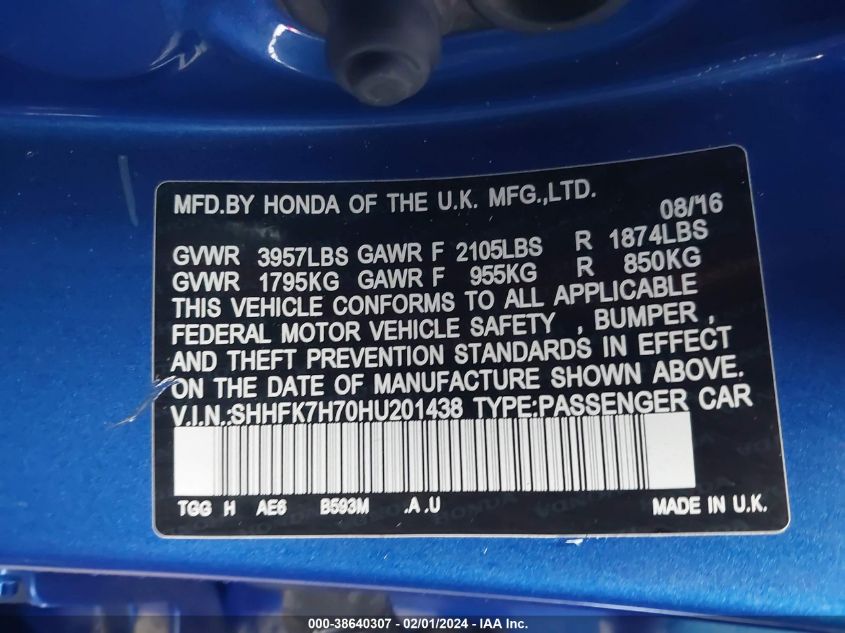 MFD.BY HONDA OF THE U.K. MFG.,LTD.
08/'16
GVWR 3957LBS GAWR F 2105LBS R 1874LBS
GVWR 1795KG GAWR F 955KG R 850KG
THIS VEHICLE CONFORMS TO ALL APPLICABLE
FEDERAL MOTOR VEHICLE SAFETY , BUMPER ,
AND THEFT PREVENTION STANDARDS IN EFFECT
ON THE DATE OF MANUFACTURE SHOWN ABOVE.
V.I.N.:SHHFK7H70HU201438 TYPE:PASSENGER CAR
TGG H AE6 B593M .A .U MADE IN U.K.
000-38640307 - 02/01/2024 - IAA Inc.